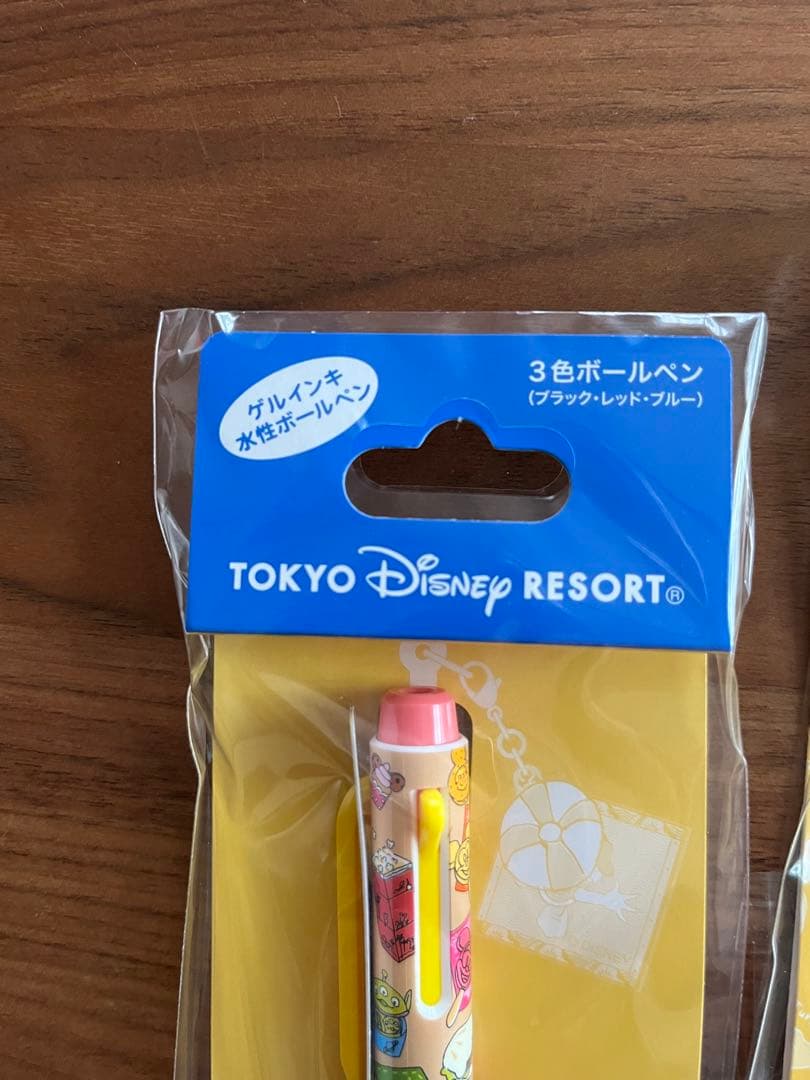 ゲルインキ
水性ボールペン
3色ボールペン
(ブラック・レッド・ブルー)
TOKYO Disney RESORT®
© DISNEY